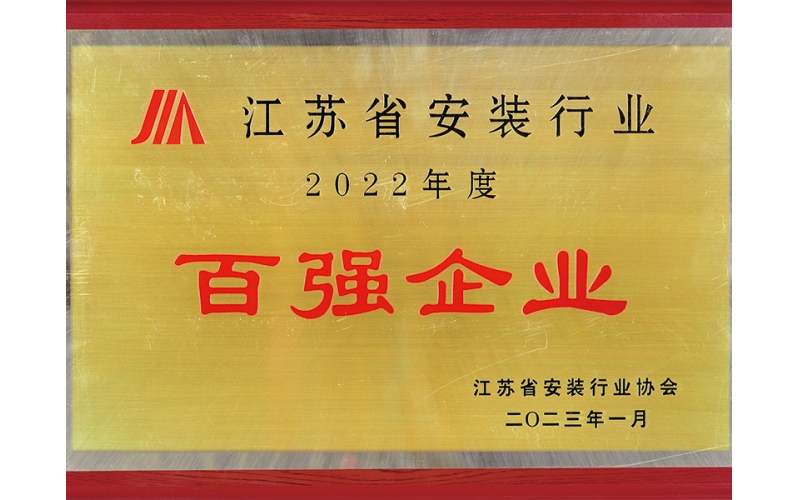 江苏省安装行业
2022年度
百强企业
江苏省安装行业协会
二〇二三年一月